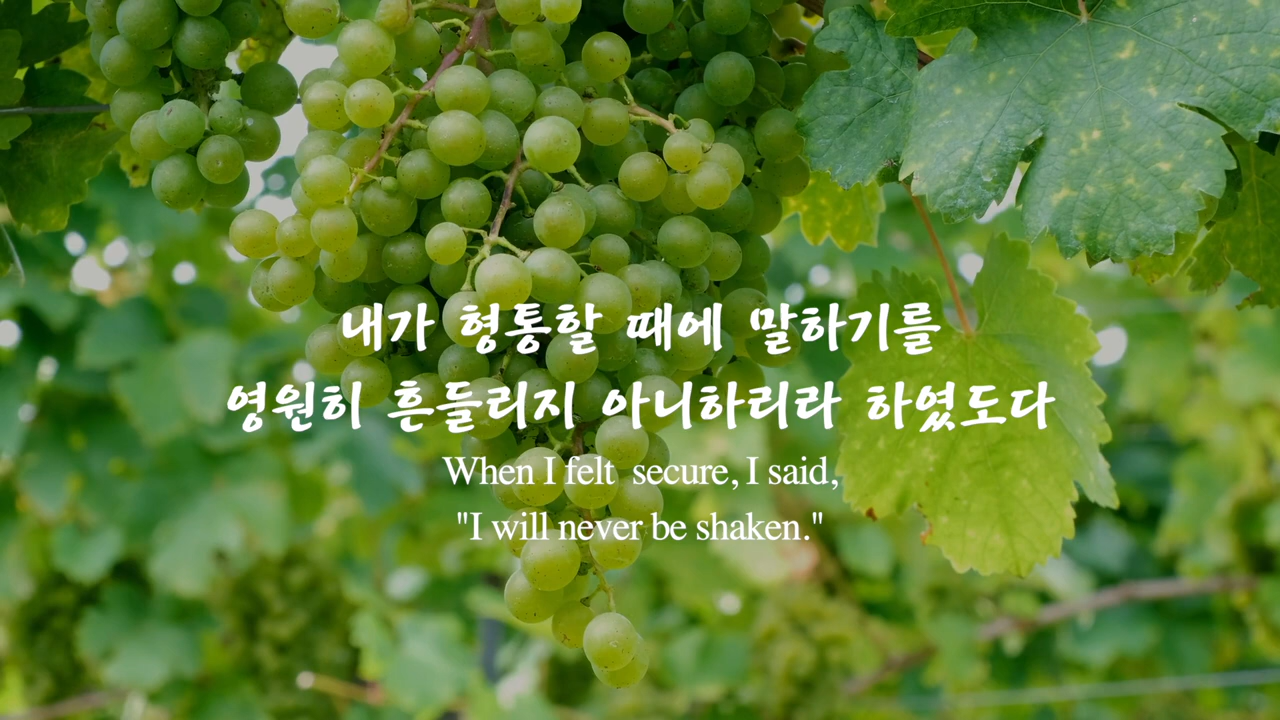 내가 형통할 때에 말하기를
영원히 흔들리지 아니하리라 하였도다
When I felt  secure, I said,
"I will never be shaken."